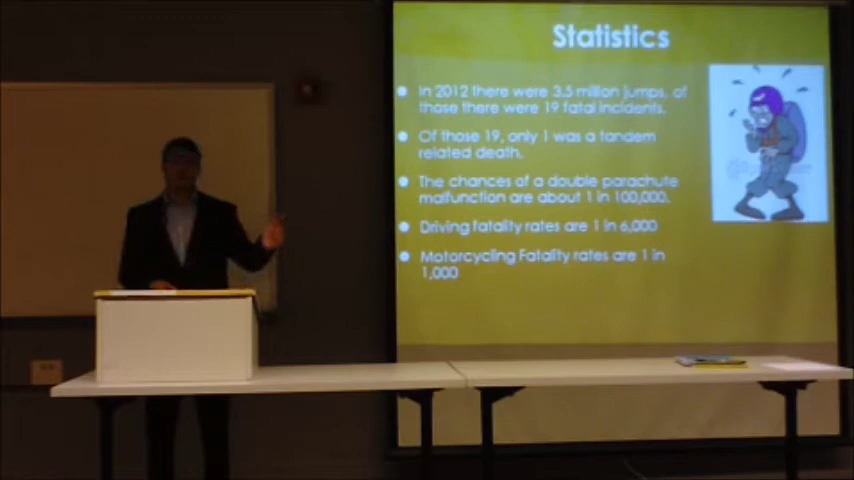 Statistics
In 2012 there were 3.5 million jumps, of
those there were 19 fatal incidents.
Of those 19, only 1 was a tandem
related death.
The chances of a double parachute
malfunction are about 1 in 100,000.
Driving fatality rates are 1 in 6,000
Motorcycling Fatality rates are 1 in
1,000